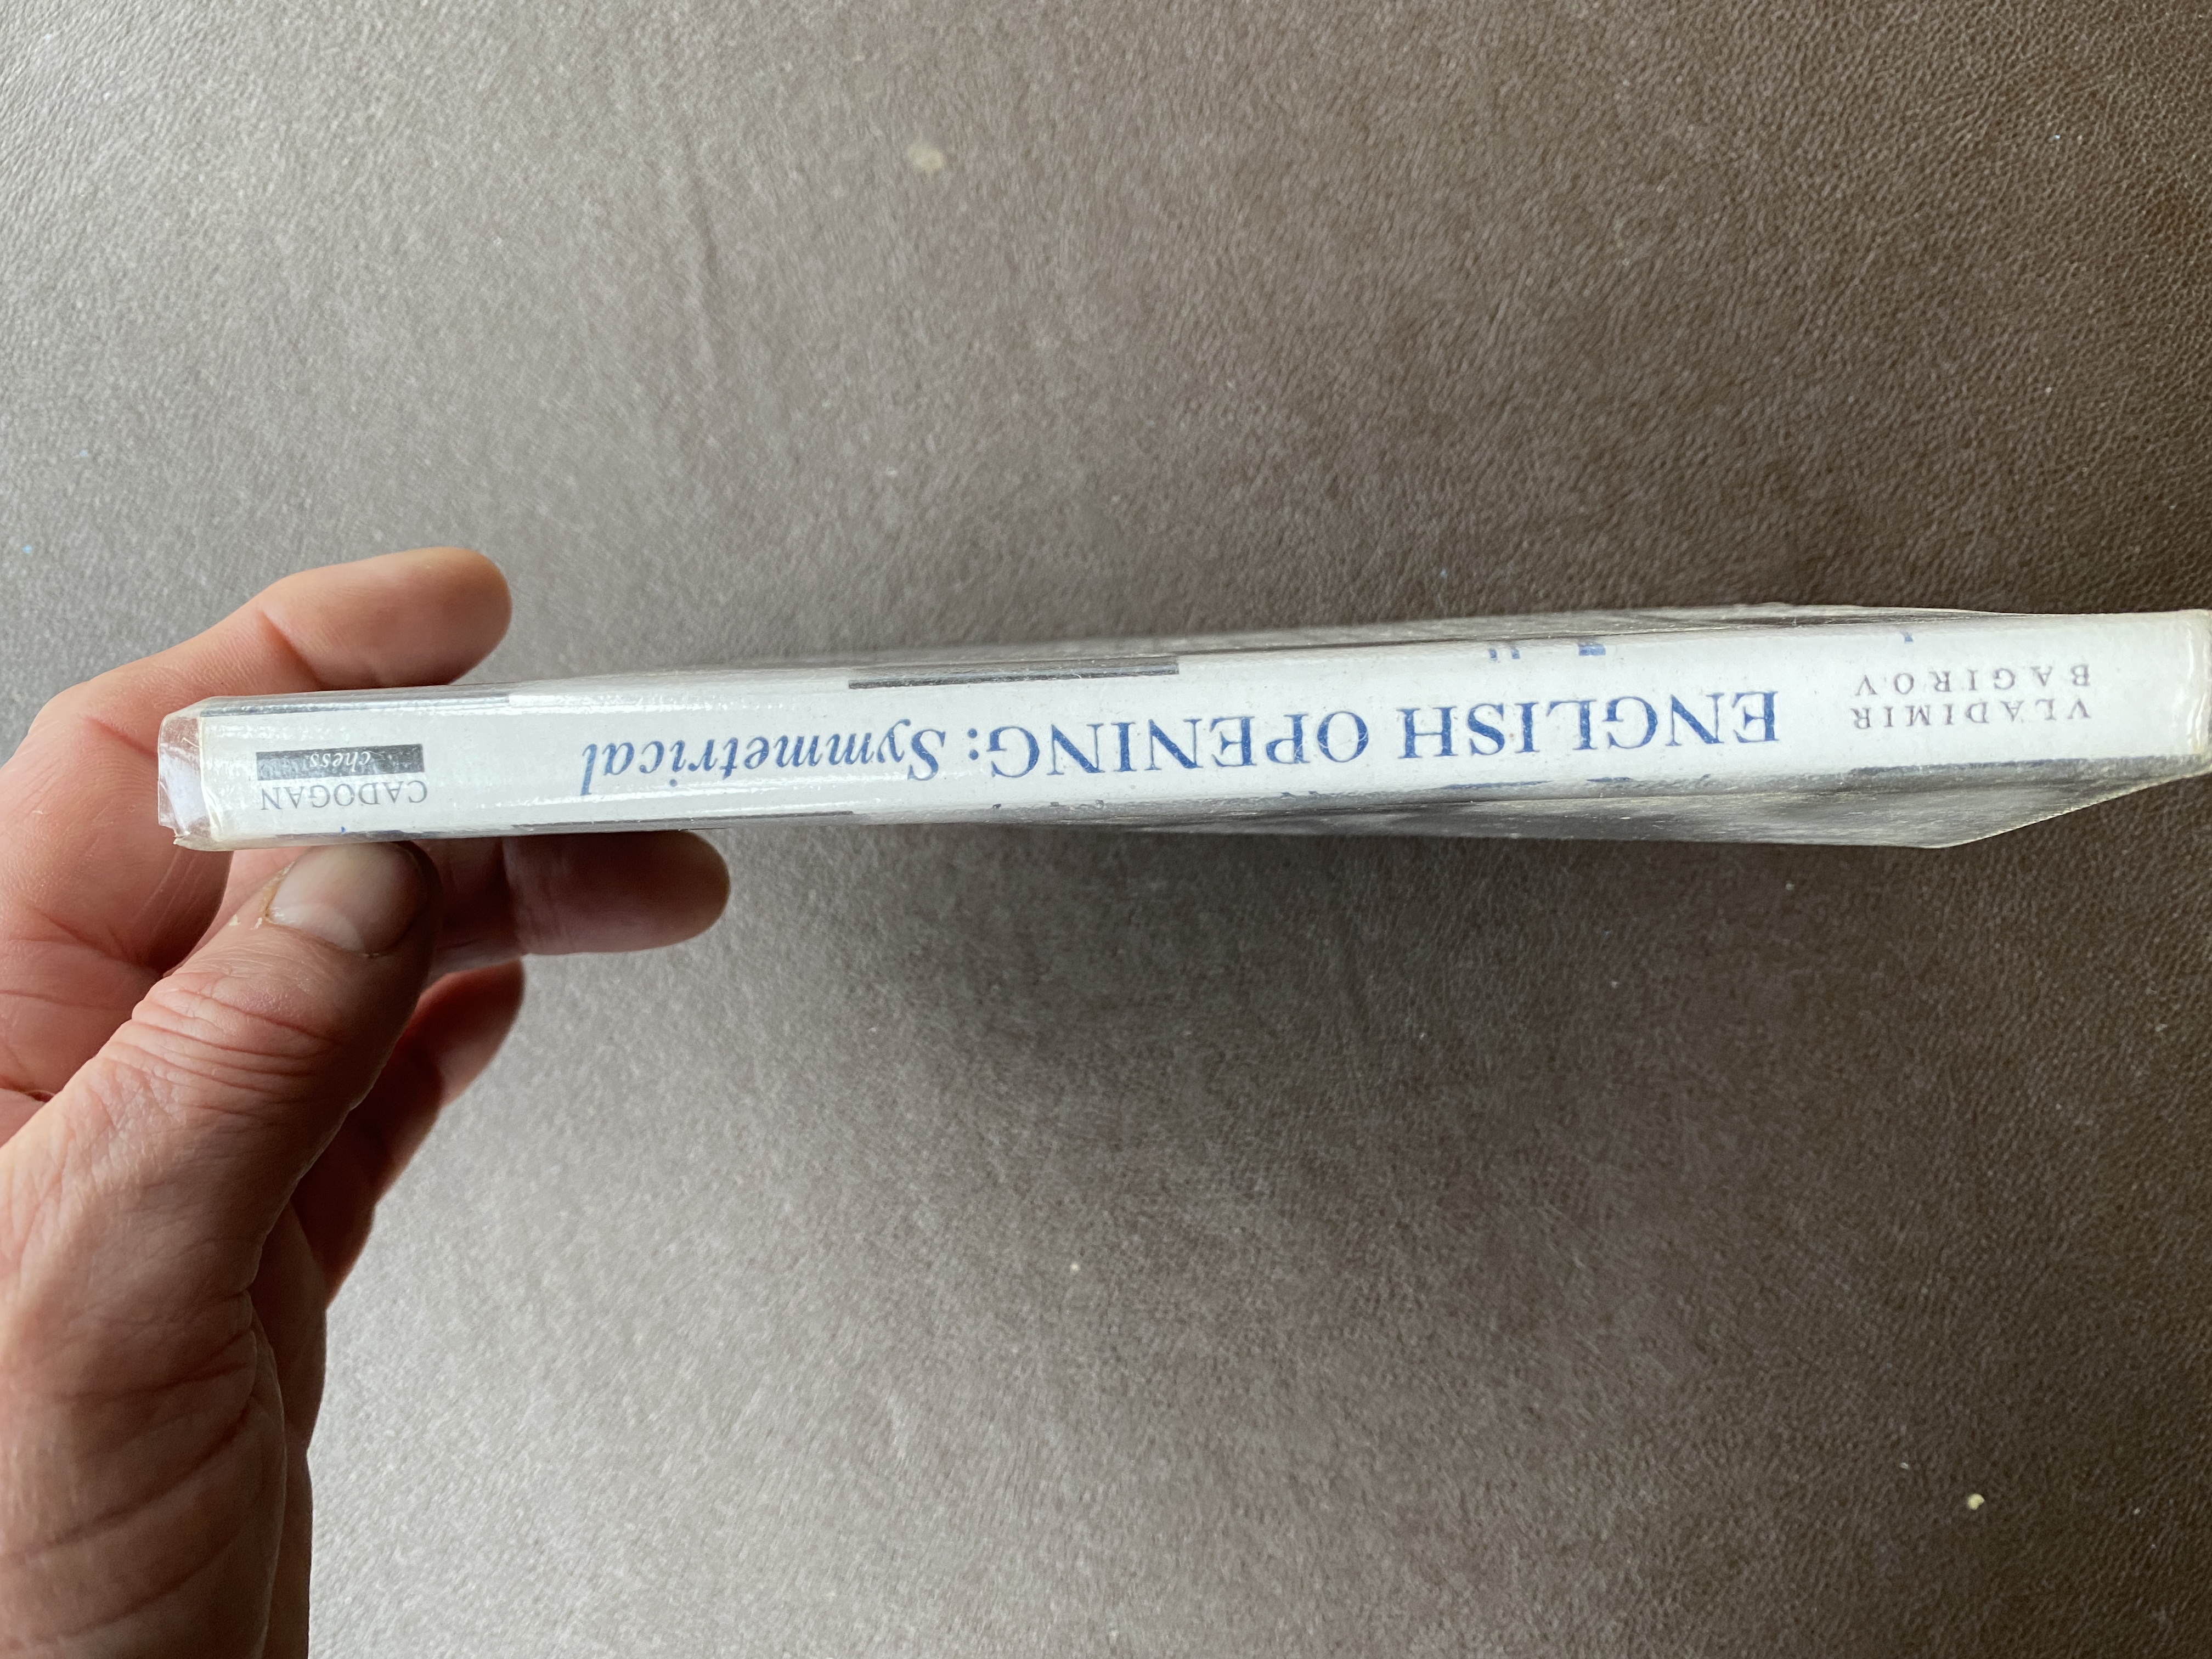 VLADIMIR
BAGIROV
ENGLISH OPENING: Symmetrical
CADOGAN
chess